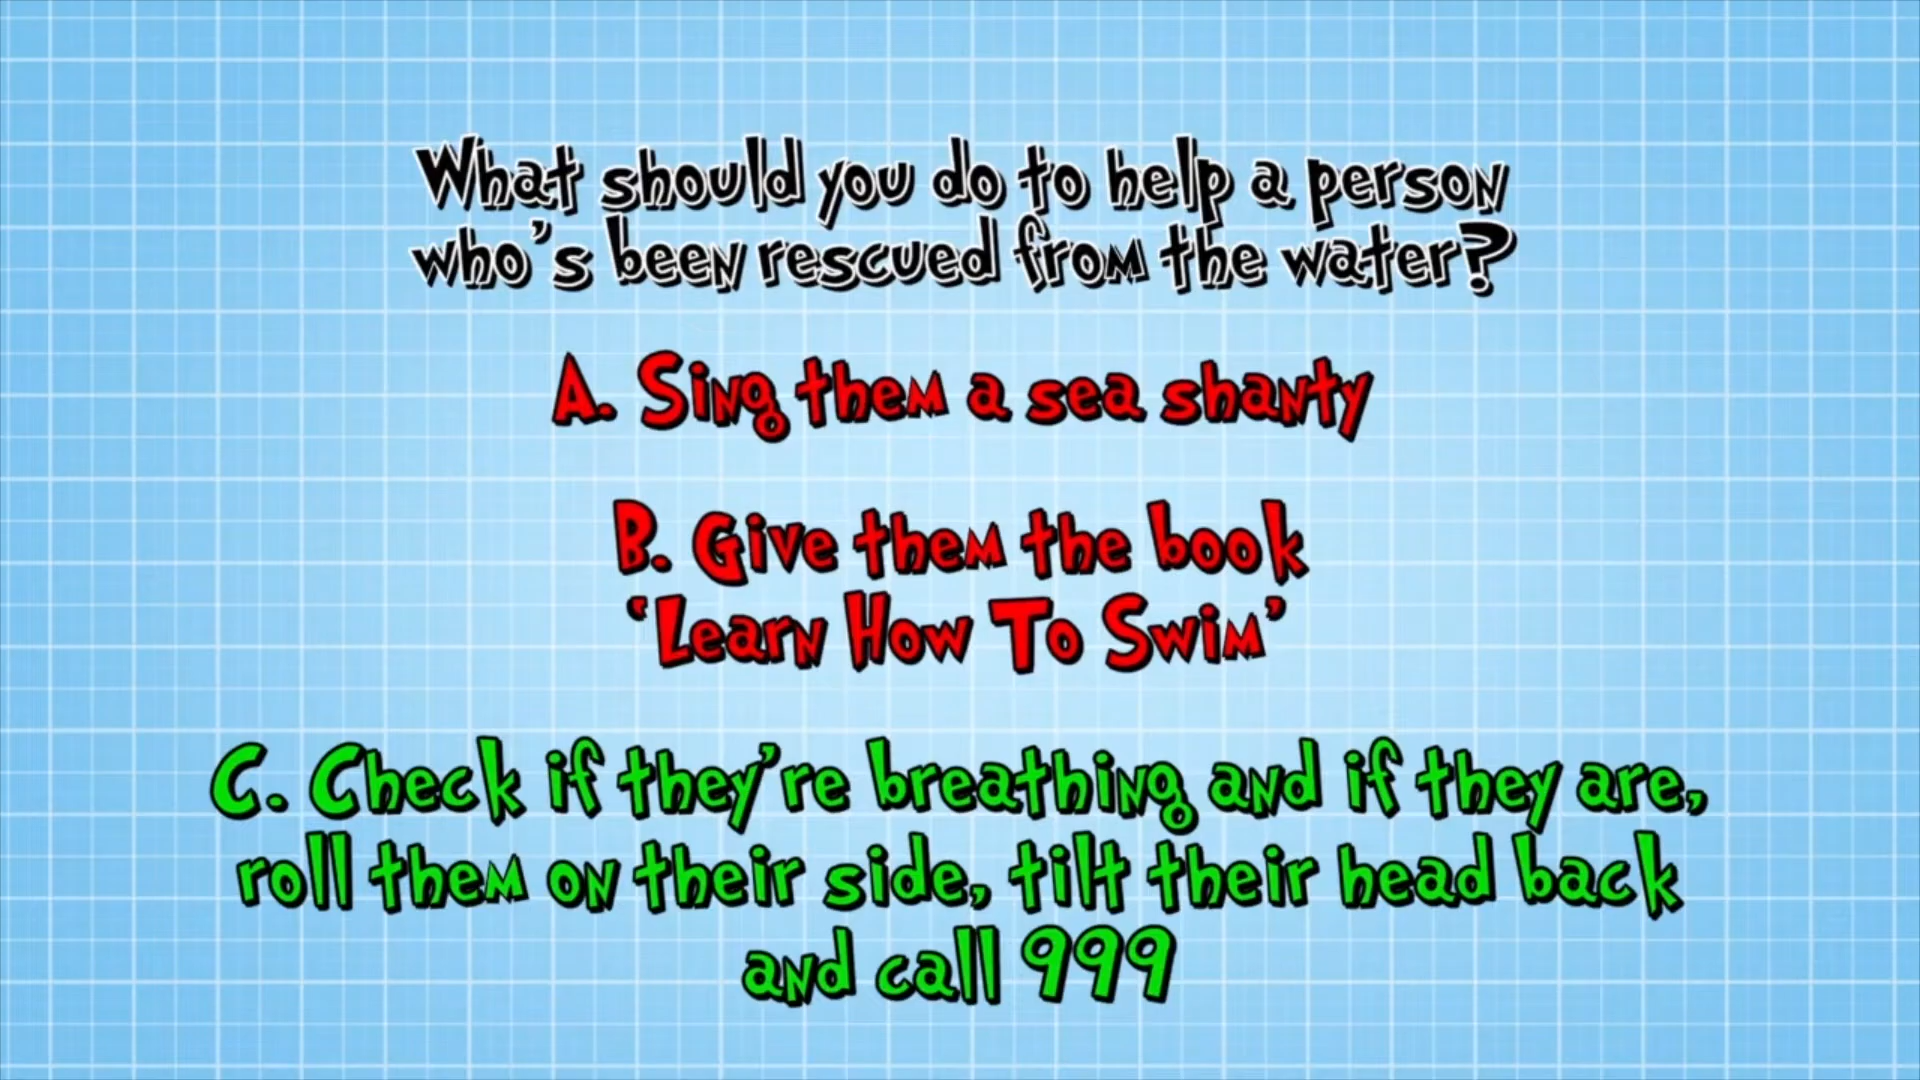 What should you do to help a person
who's been rescued from the water?
A. Sing them a sea shanty
B. Give them the book
'Learn How To Swim'
C. Check if they're breathing and if they are,
roll them on their side, tilt their head back
and call 999